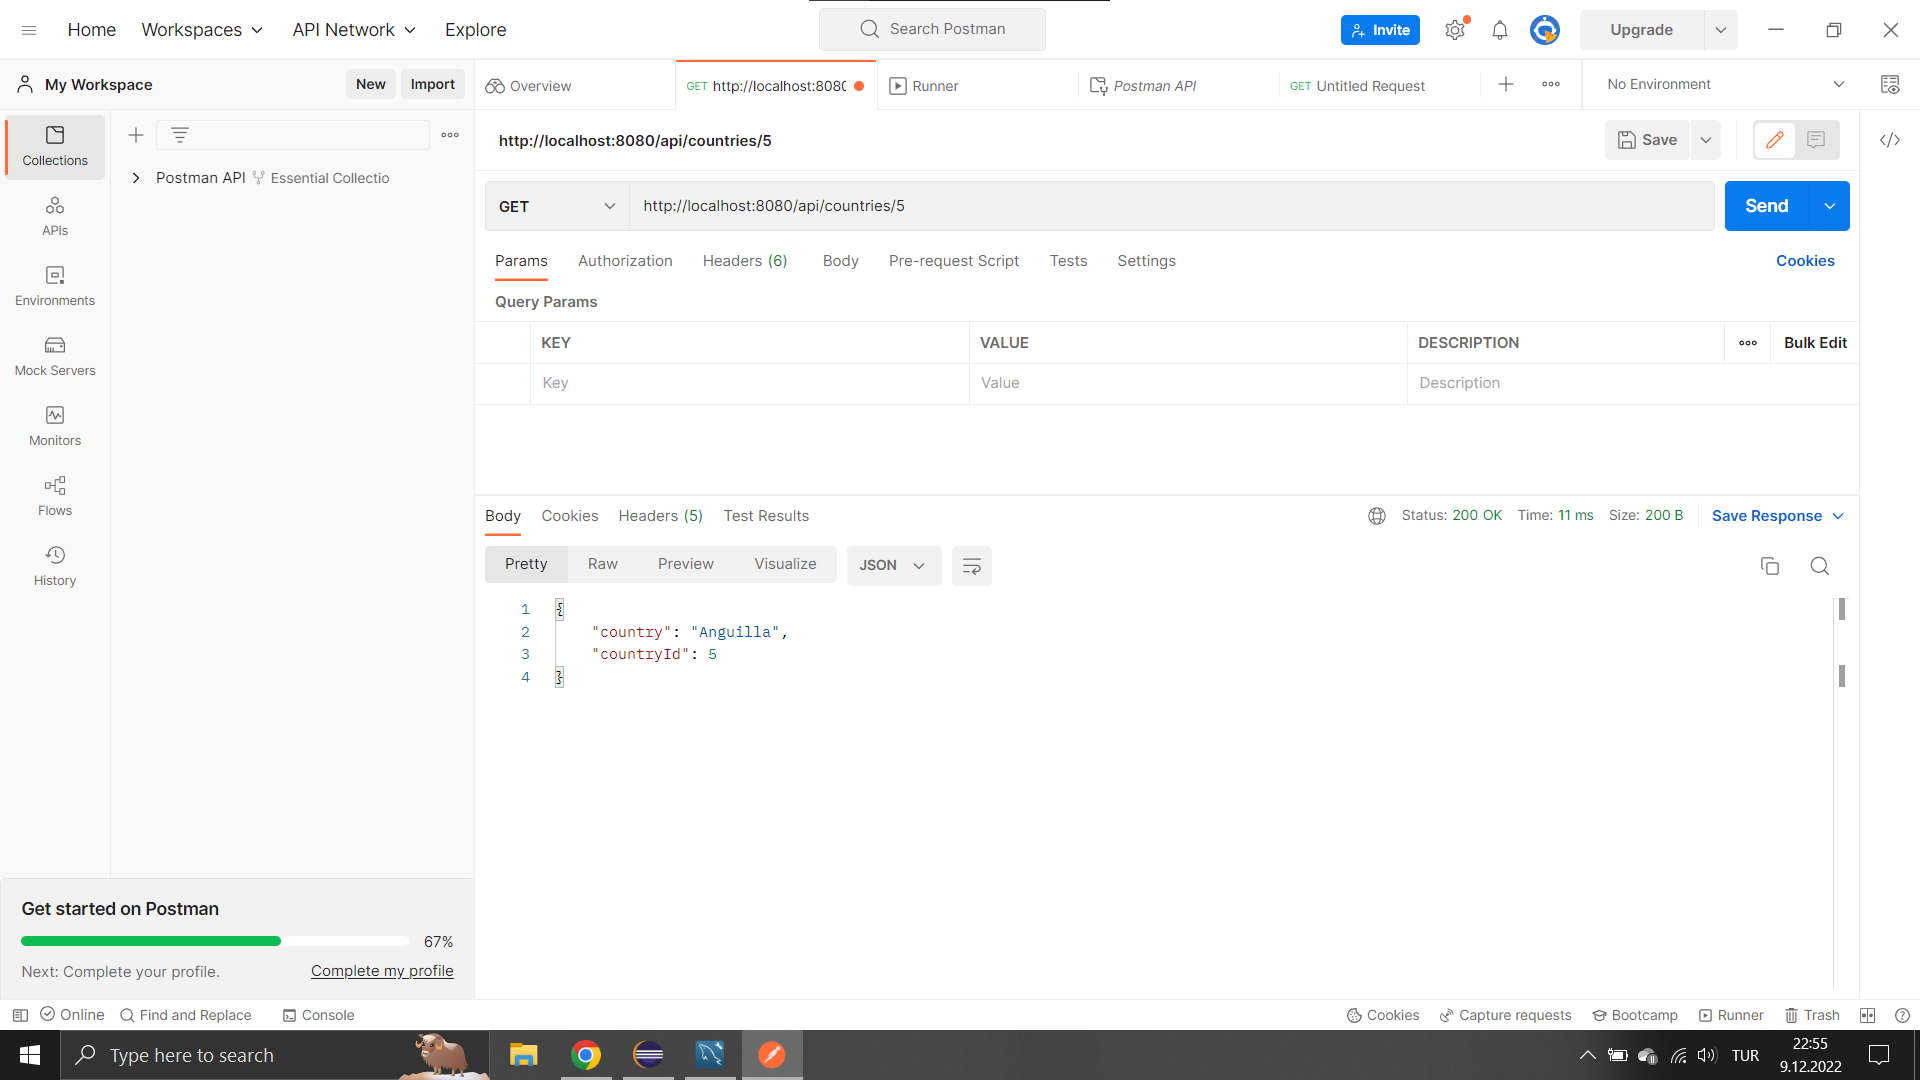 Home Workspaces API Network Explore
Search Postman
Invite
Upgrade
My Workspace New Import
Overview
GET http://localhost:8080
Runner
Postman API
GET Untitled Request
No Environment
Collections
APIs
Environments
Mock Servers
Monitors
Flows
History
Postman API Essential Collectio
http://localhost:8080/api/countries/5
Save
GET http://localhost:8080/api/countries/5
Send
Params Authorization Headers (6) Body Pre-request Script Tests Settings
Cookies
Query Params
KEY VALUE DESCRIPTION Bulk Edit
Key Value Description
Body Cookies Headers (5) Test Results
Status: 200 OK Time: 11 ms Size: 200 B Save Response
Pretty Raw Preview Visualize JSON
1 {
2 "country": "Anguilla",
3 "countryId": 5
4 }
Get started on Postman
67%
Next: Complete your profile. Complete my profile
Online Find and Replace Console
Cookies Capture requests Bootcamp Runner Trash
Type here to search
TUR
22:55
9.12.2022